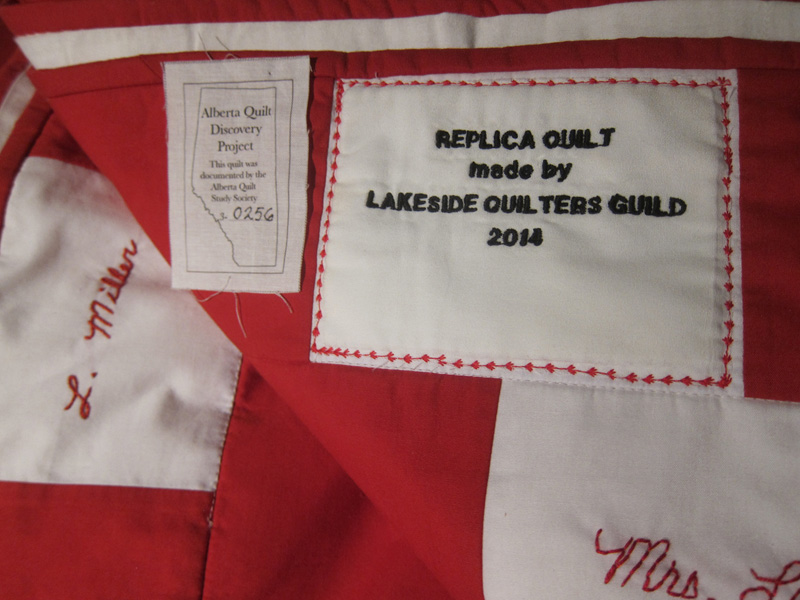 Alberta Quilt
Discovery
Project
This quilt was
documented by the
Alberta Quilt
Study Society
0256
REPLICA QUILT
made by
LAKESIDE QUILTERS GUILD
2014
L. Miller
Mrs.